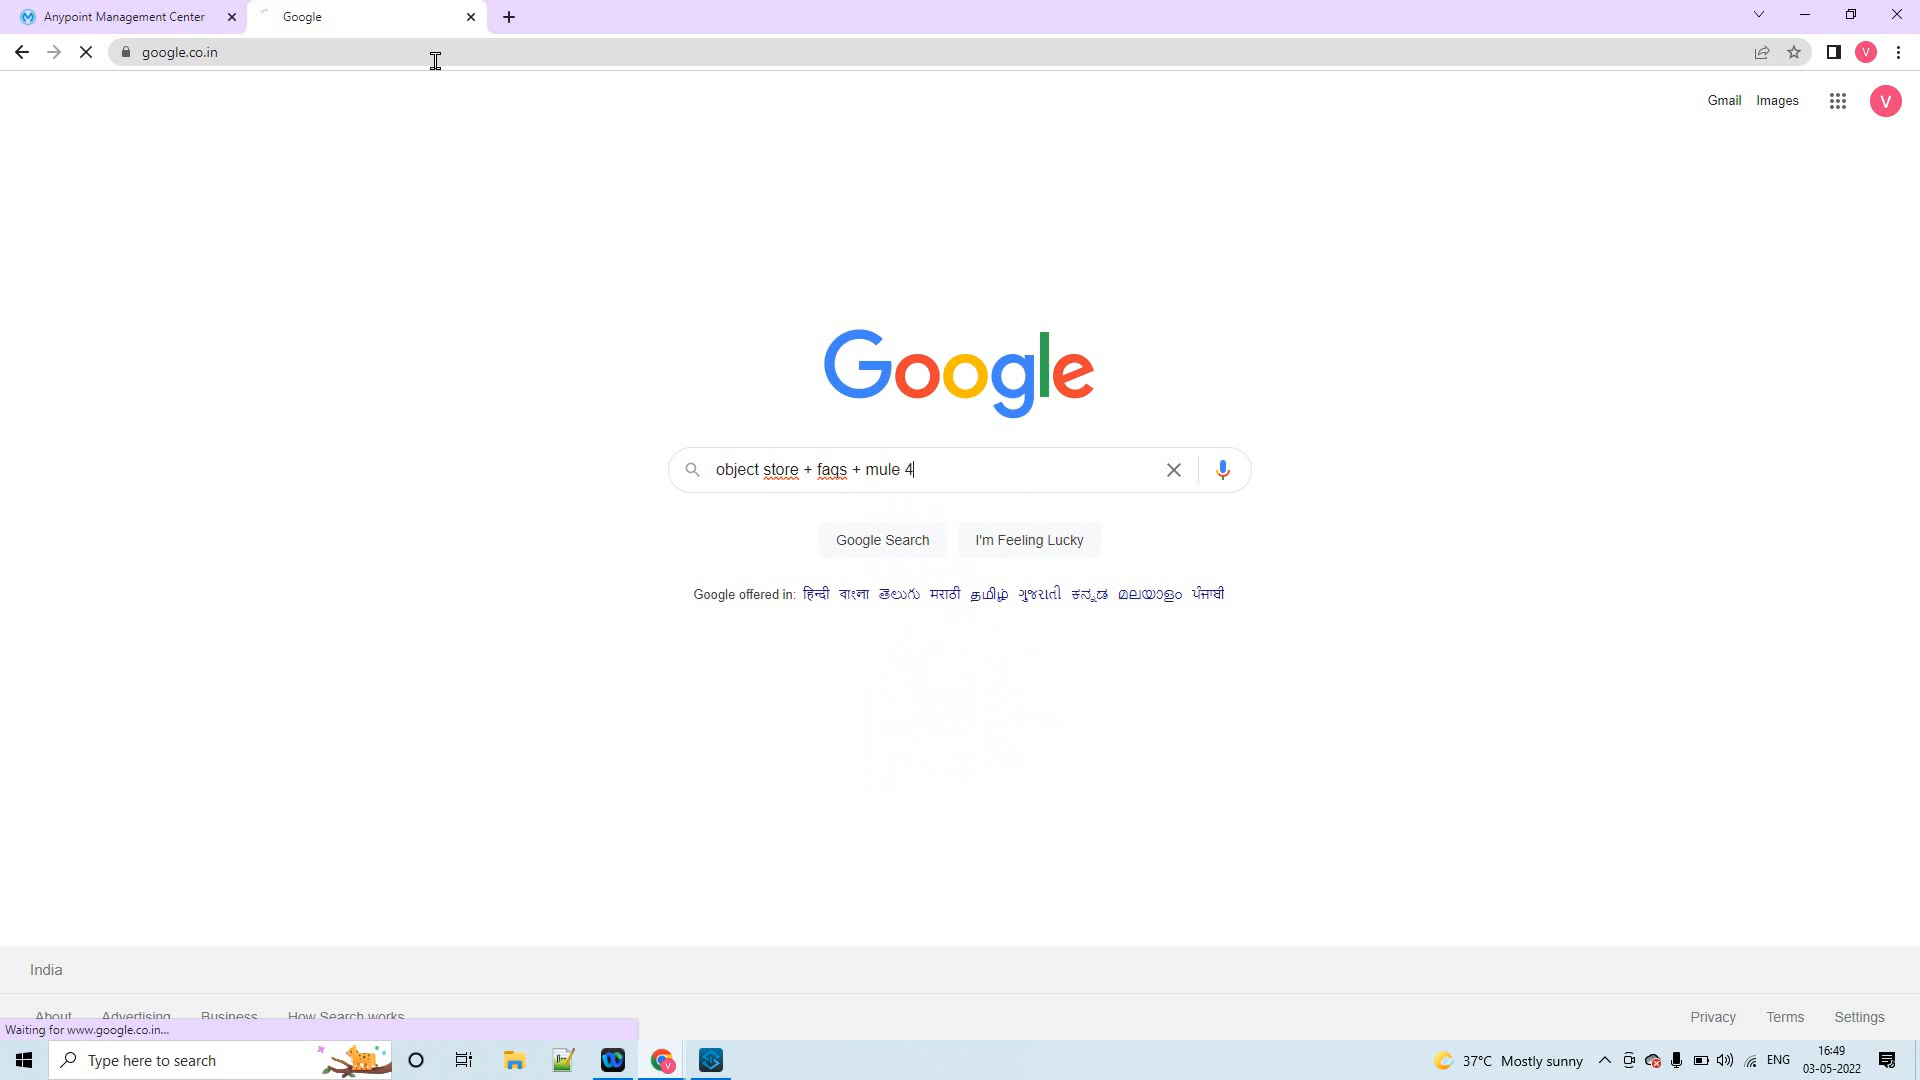 Anypoint Management Center
Google
google.co.in
V
Gmail Images
V
Google
object store + faqs + mule 4
Google Search
I'm Feeling Lucky
Google offered in: हिन्दी বাংলা తెలుగు मराठी தமிழ் ગુજરાતી ಕನ್ನಡ മലയാളം ਪੰਜਾਬੀ
India
About Advertising Business How Search works
Privacy Terms Settings
Waiting for www.google.co.in...
Type here to search
37°C Mostly sunny
ENG
16:49
03-05-2022